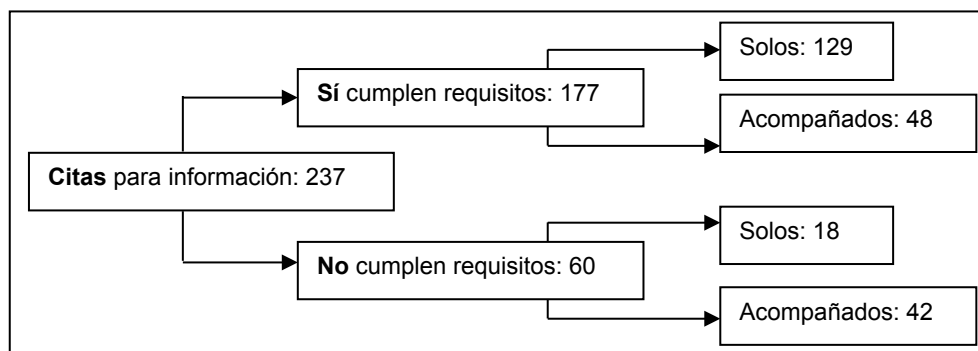 Solos: 129
Sí cumplen requisitos: 177
Acompañados: 48
Citas para información: 237
Solos: 18
No cumplen requisitos: 60
Acompañados: 42